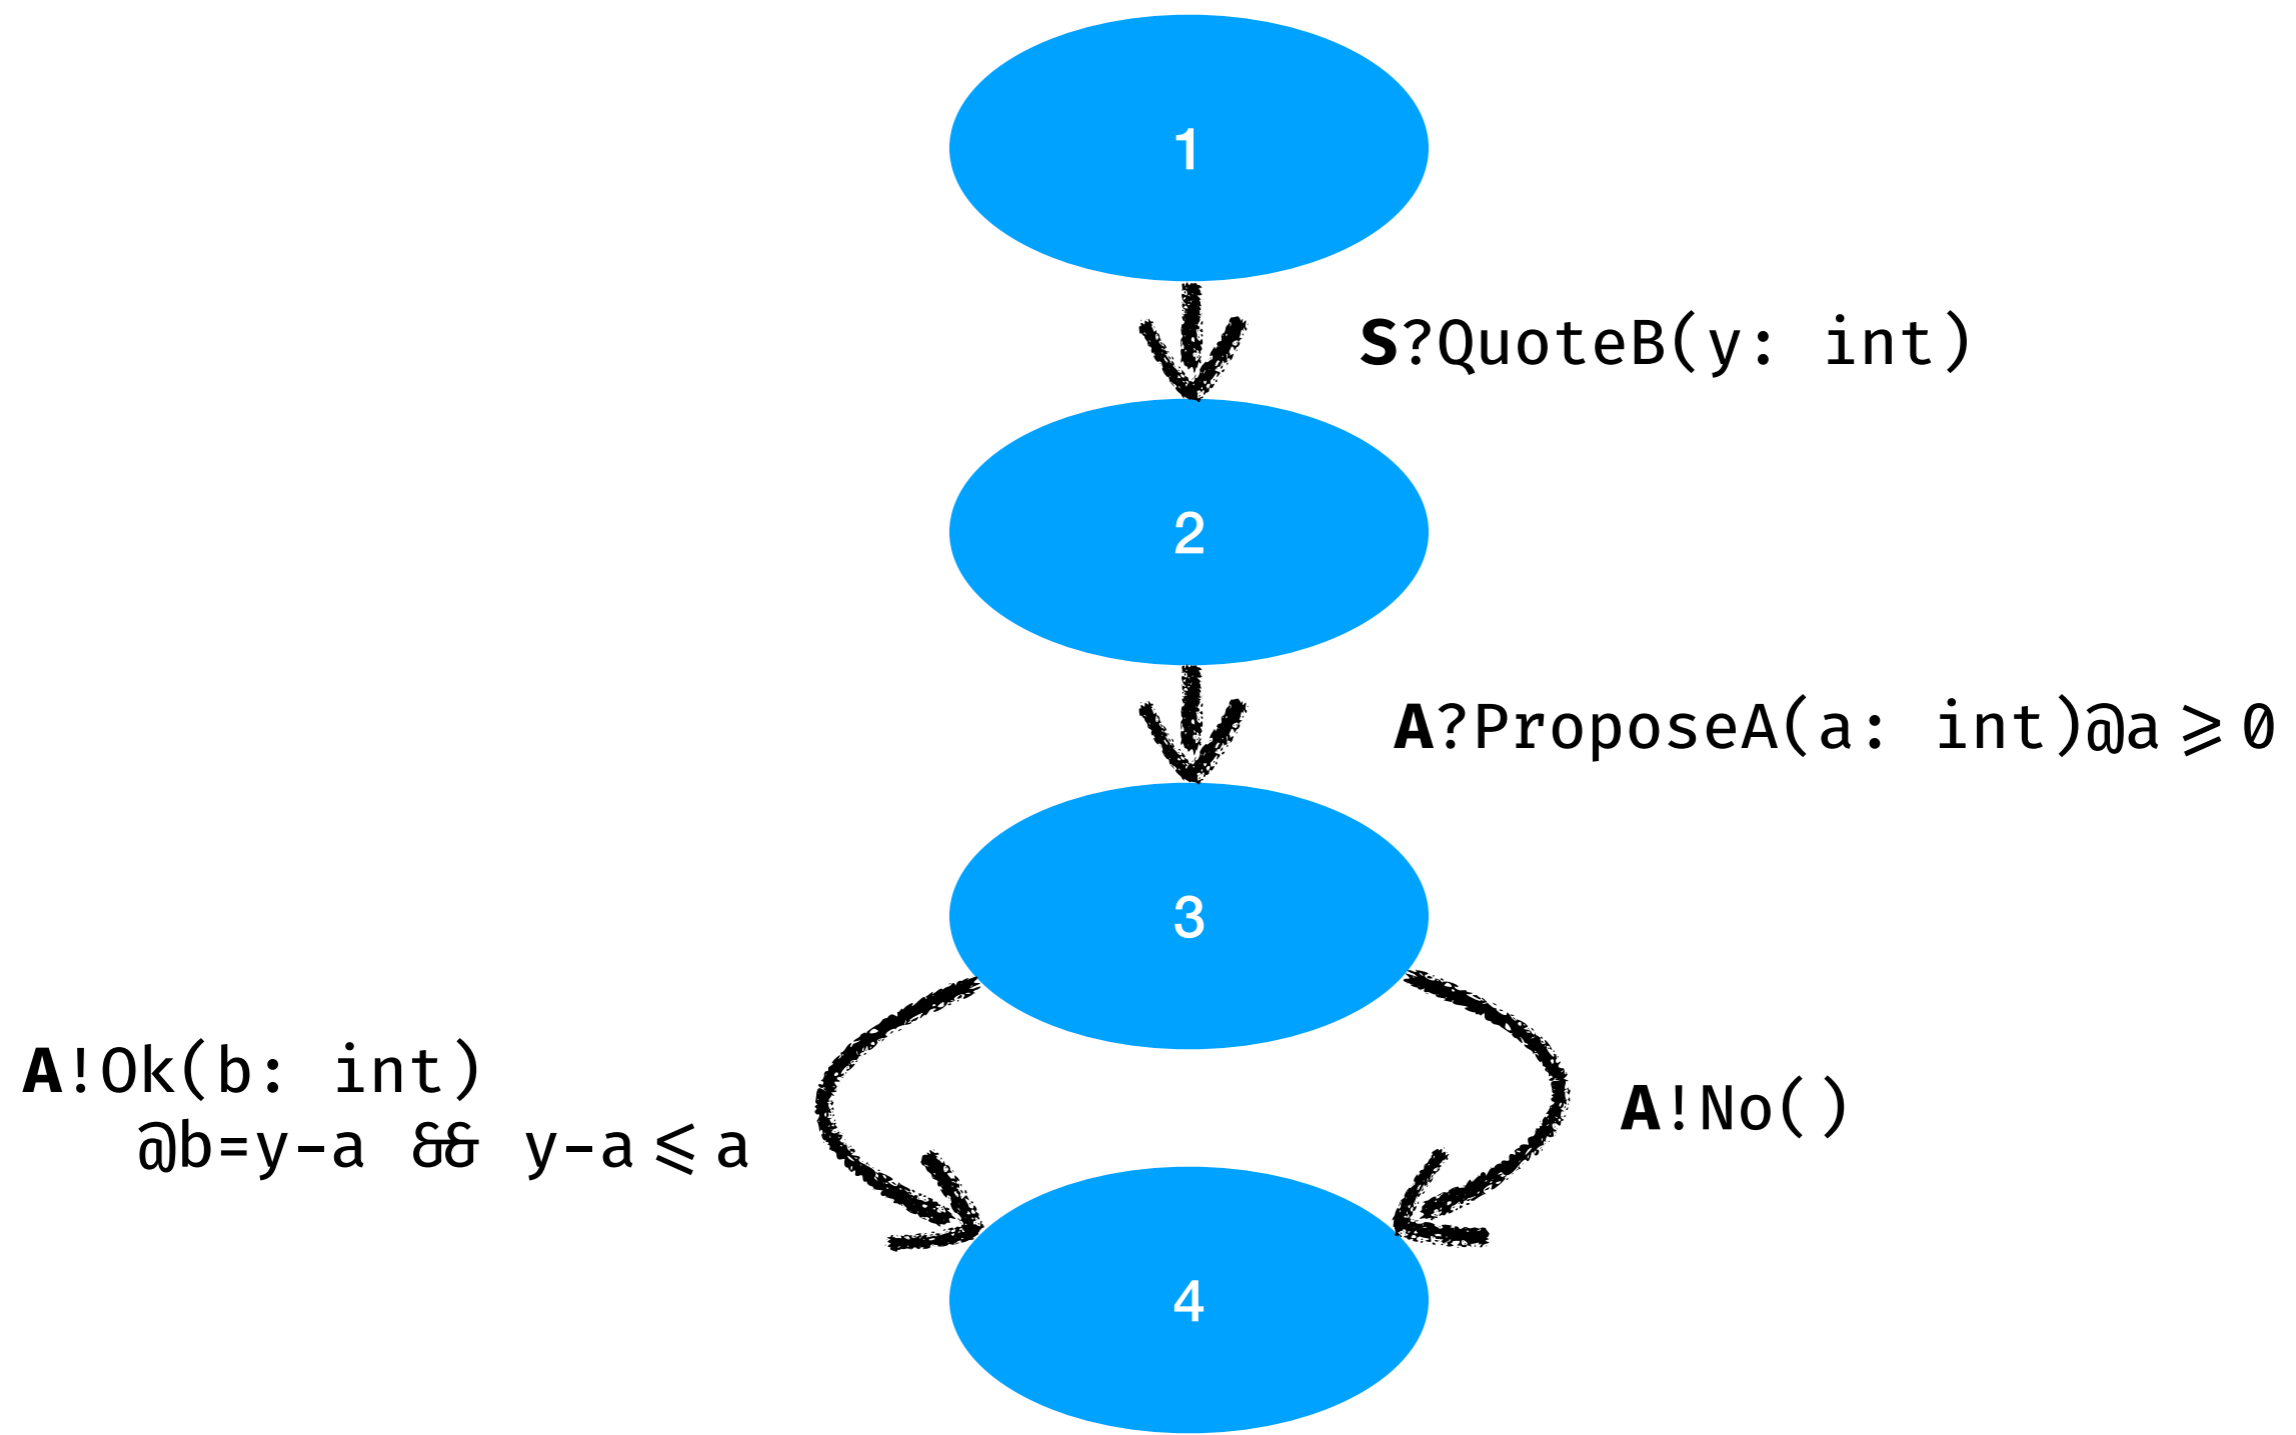 1
S?QuoteB(y: int)
2
A?ProposeA(a: int)@a⩾0
3
A!Ok(b: int)
@b=y-a && y-a⩽a
A!No()
4